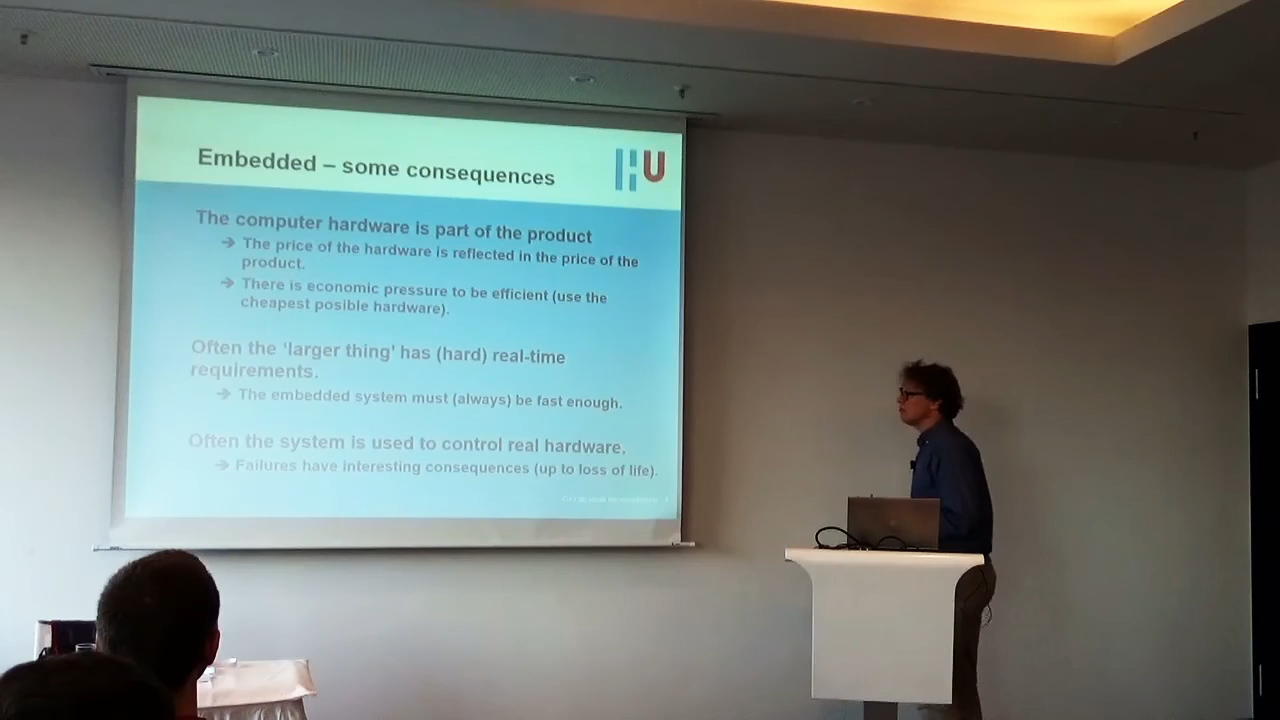 Embedded – some consequences
HU
The computer hardware is part of the product
➔ The price of the hardware is reflected in the price of the
product.
➔ There is economic pressure to be efficient (use the
cheapest posible hardware).
Often the ‘larger thing’ has (hard) real-time
requirements.
➔ The embedded system must (always) be fast enough.
Often the system is used to control real hardware.
➔ Failures have interesting consequences (up to loss of life).